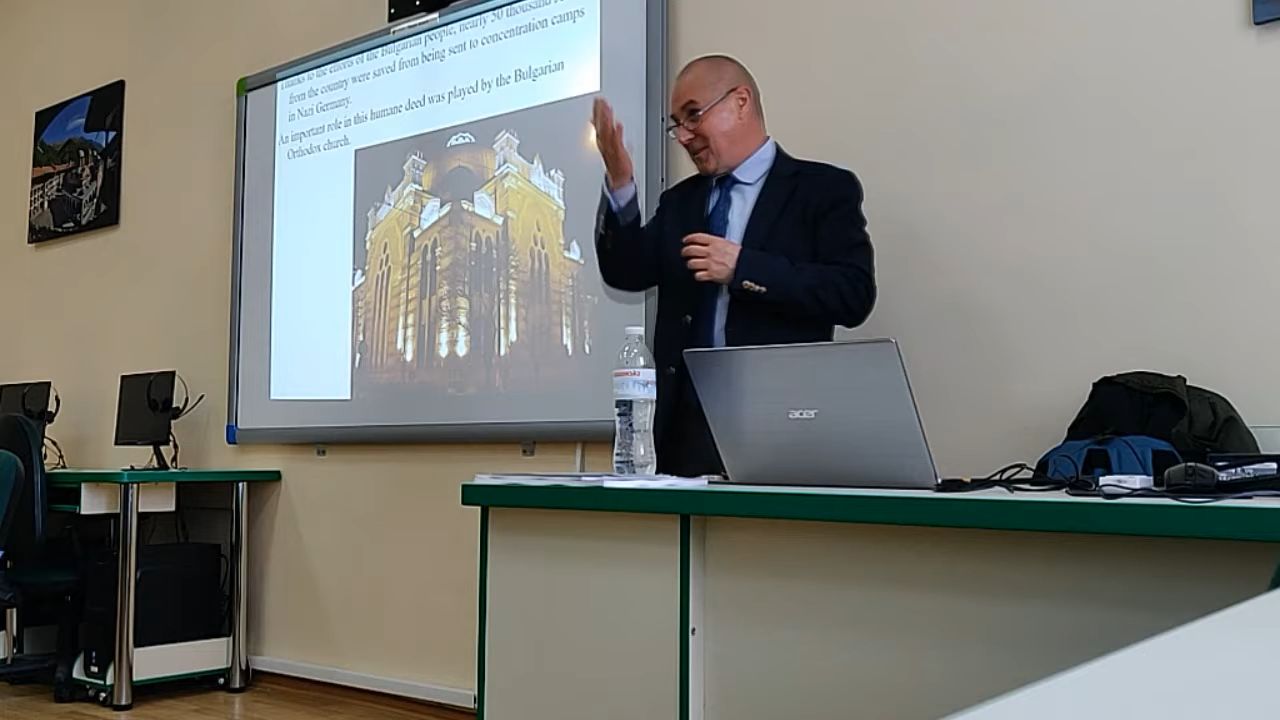 Thanks to the efforts of the Bulgarian people, nearly 50 thousand
from the country were saved from being sent to concentration camps
in Nazi Germany.
An important role in this humane deed was played by the Bulgarian
Orthodox church.
acer